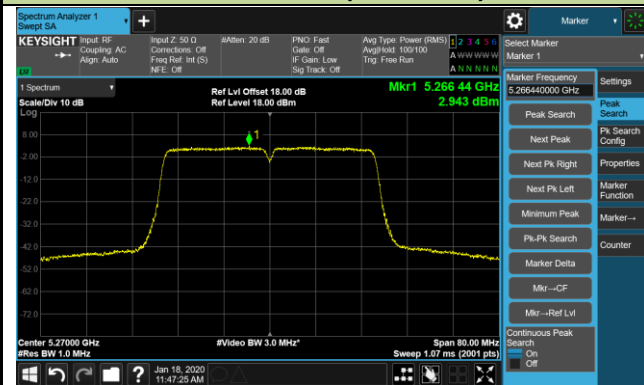 Spectrum Analyzer 1
Swept SA
Marker
KEYSIGHT
Input: RF
Coupling: AC
Align: Auto
Input Z: 50 Ω
Corrections: Off
Freq Ref: Int (S)
NFE: Off
#Atten: 20 dB
PNO: Fast
Gate: Off
IF Gain: Low
Sig Track: Off
Avg Type: Power (RMS)
Avg|Hold: 100/100
Trig: Free Run
1 2 3 4 5 6
A W W W W W
A N N N N N
Select Marker
Marker 1
1 Spectrum
Scale/Div 10 dB
Log
Ref Lvl Offset 18.00 dB
Ref Level 18.00 dBm
Mkr1 5.266 44 GHz
2.943 dBm
1
8.00
-2.00
-12.0
-22.0
-32.0
-42.0
-52.0
-62.0
-72.0
Center 5.27000 GHz
#Res BW 1.0 MHz
#Video BW 3.0 MHz*
Span 80.00 MHz
Sweep 1.07 ms (2001 pts)
Marker Frequency
5.266440000 GHz
Peak Search
Next Peak
Next Pk Right
Next Pk Left
Minimum Peak
Pk-Pk Search
Marker Delta
Mkr→CF
Mkr→Ref Lvl
Continuous Peak
Search
On
Off
Settings
Peak
Search
Pk Search
Config
Properties
Marker
Function
Marker→
Counter
Jan 18, 2020
11:47:25 AM